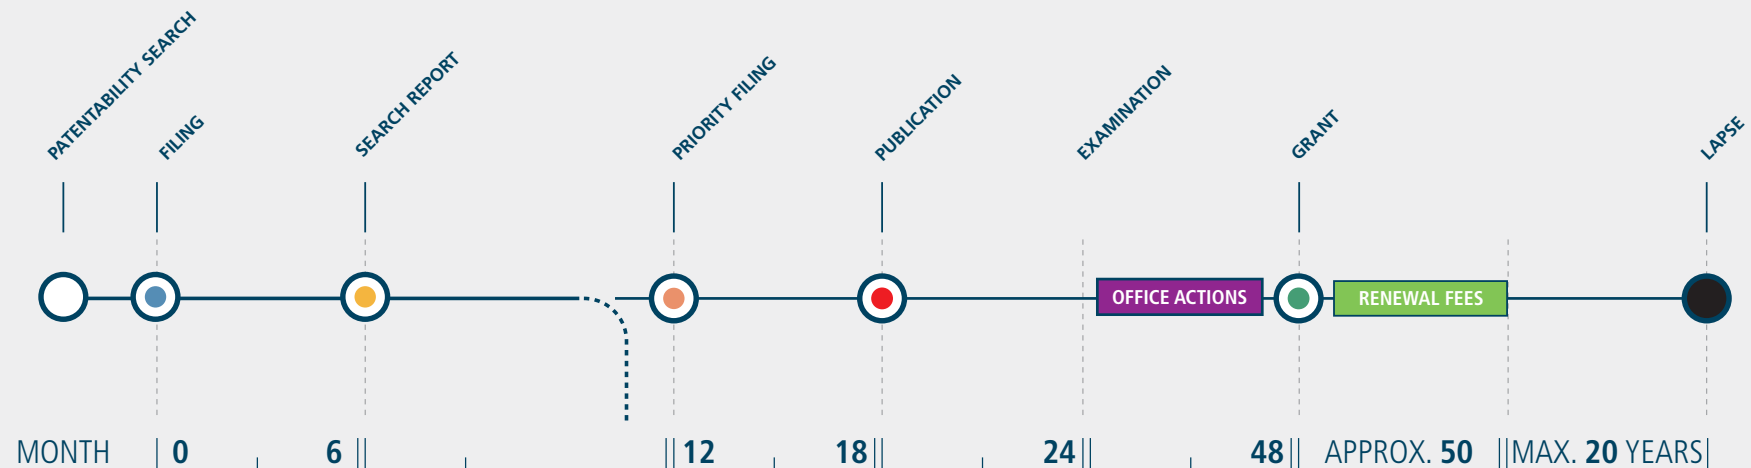 PATENTABILITY SEARCH
FILING
SEARCH REPORT
PRIORITY FILING
PUBLICATION
EXAMINATION
GRANT
LAPSE
OFFICE ACTIONS
RENEWAL FEES
MONTH 0 6 12 18 24 48 APPROX. 50 MAX. 20 YEARS